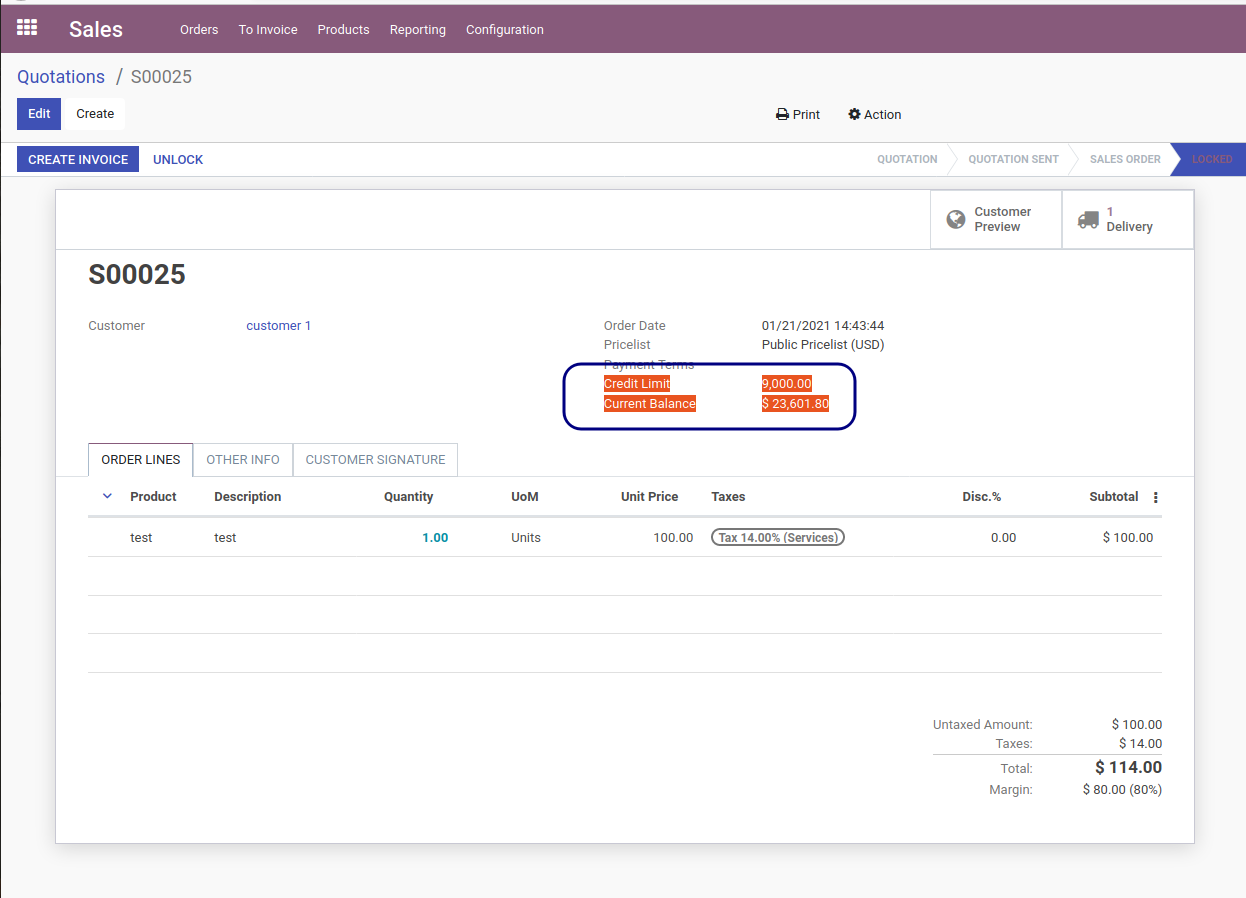 Sales Orders To Invoice Products Reporting Configuration
Quotations / S00025
Edit Create Print Action
CREATE INVOICE UNLOCK QUOTATION QUOTATION SENT SALES ORDER LOCKED
Customer Preview
1 Delivery
S00025
Customer customer 1
Order Date 01/21/2021 14:43:44
Pricelist Public Pricelist (USD)
Payment Terms
Credit Limit 9,000.00
Current Balance $ 23,601.80
ORDER LINES OTHER INFO CUSTOMER SIGNATURE
Product Description Quantity UoM Unit Price Taxes Disc.% Subtotal
test test 1.00 Units 100.00 Tax 14.00% (Services) 0.00 $ 100.00
Untaxed Amount: $ 100.00
Taxes: $ 14.00
Total: $ 114.00
Margin: $ 80.00 (80%)